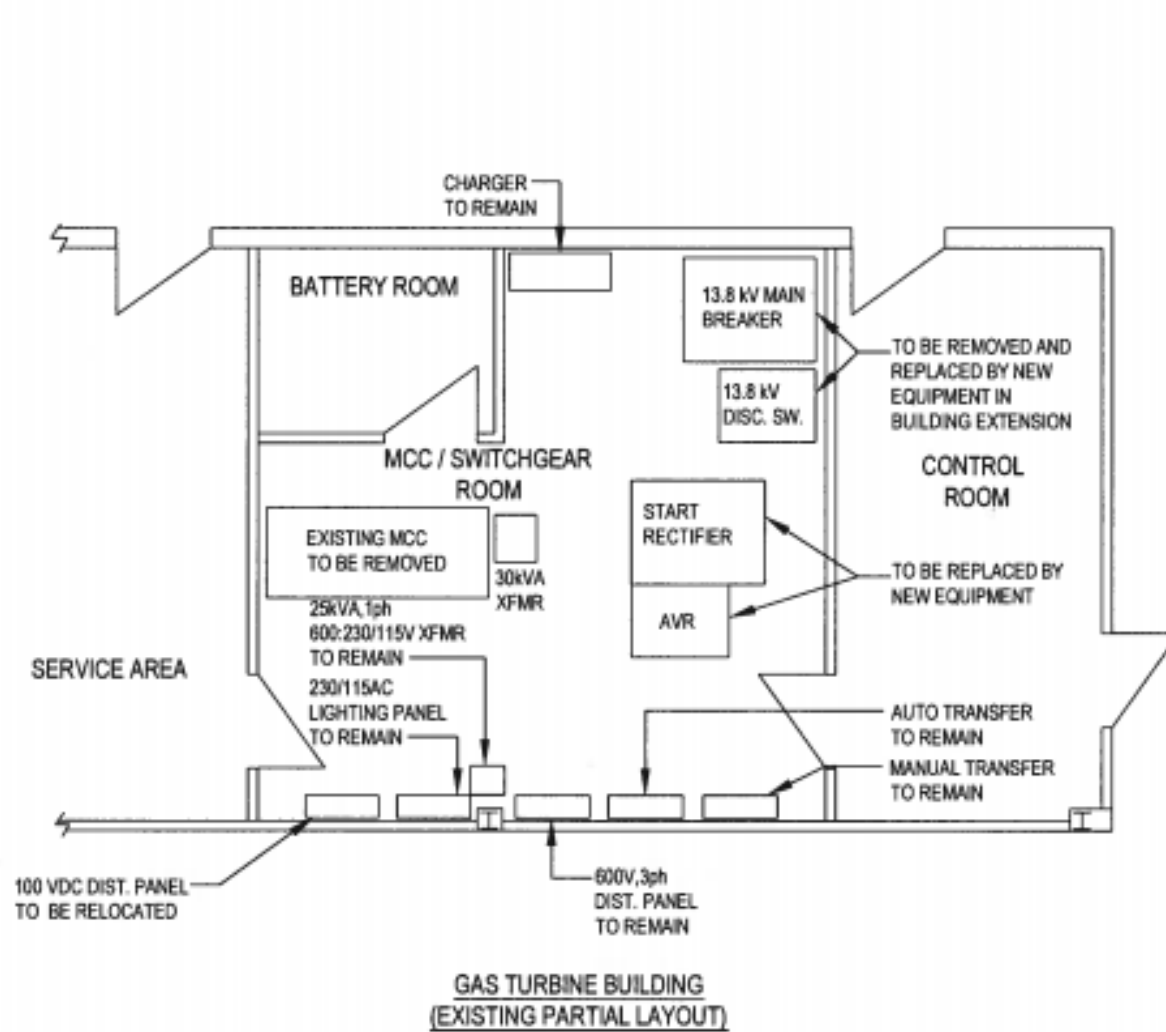 CHARGER
TO REMAIN
BATTERY ROOM
13.8 kV MAIN
BREAKER
TO BE REMOVED AND
REPLACED BY NEW
EQUIPMENT IN
BUILDING EXTENSION
13.8 kV
DISC. SW.
MCC / SWITCHGEAR
ROOM
CONTROL
ROOM
START
RECTIFIER
EXISTING MCC
TO BE REMOVED
30kVA
XFMR
TO BE REPLACED BY
NEW EQUIPMENT
AVR
25kVA,1ph
600:230/115V XFMR
TO REMAIN
SERVICE AREA
230/115AC
LIGHTING PANEL
TO REMAIN
AUTO TRANSFER
TO REMAIN
MANUAL TRANSFER
TO REMAIN
100 VDC DIST. PANEL
TO BE RELOCATED
600V,3ph
DIST. PANEL
TO REMAIN
GAS TURBINE BUILDING
(EXISTING PARTIAL LAYOUT)